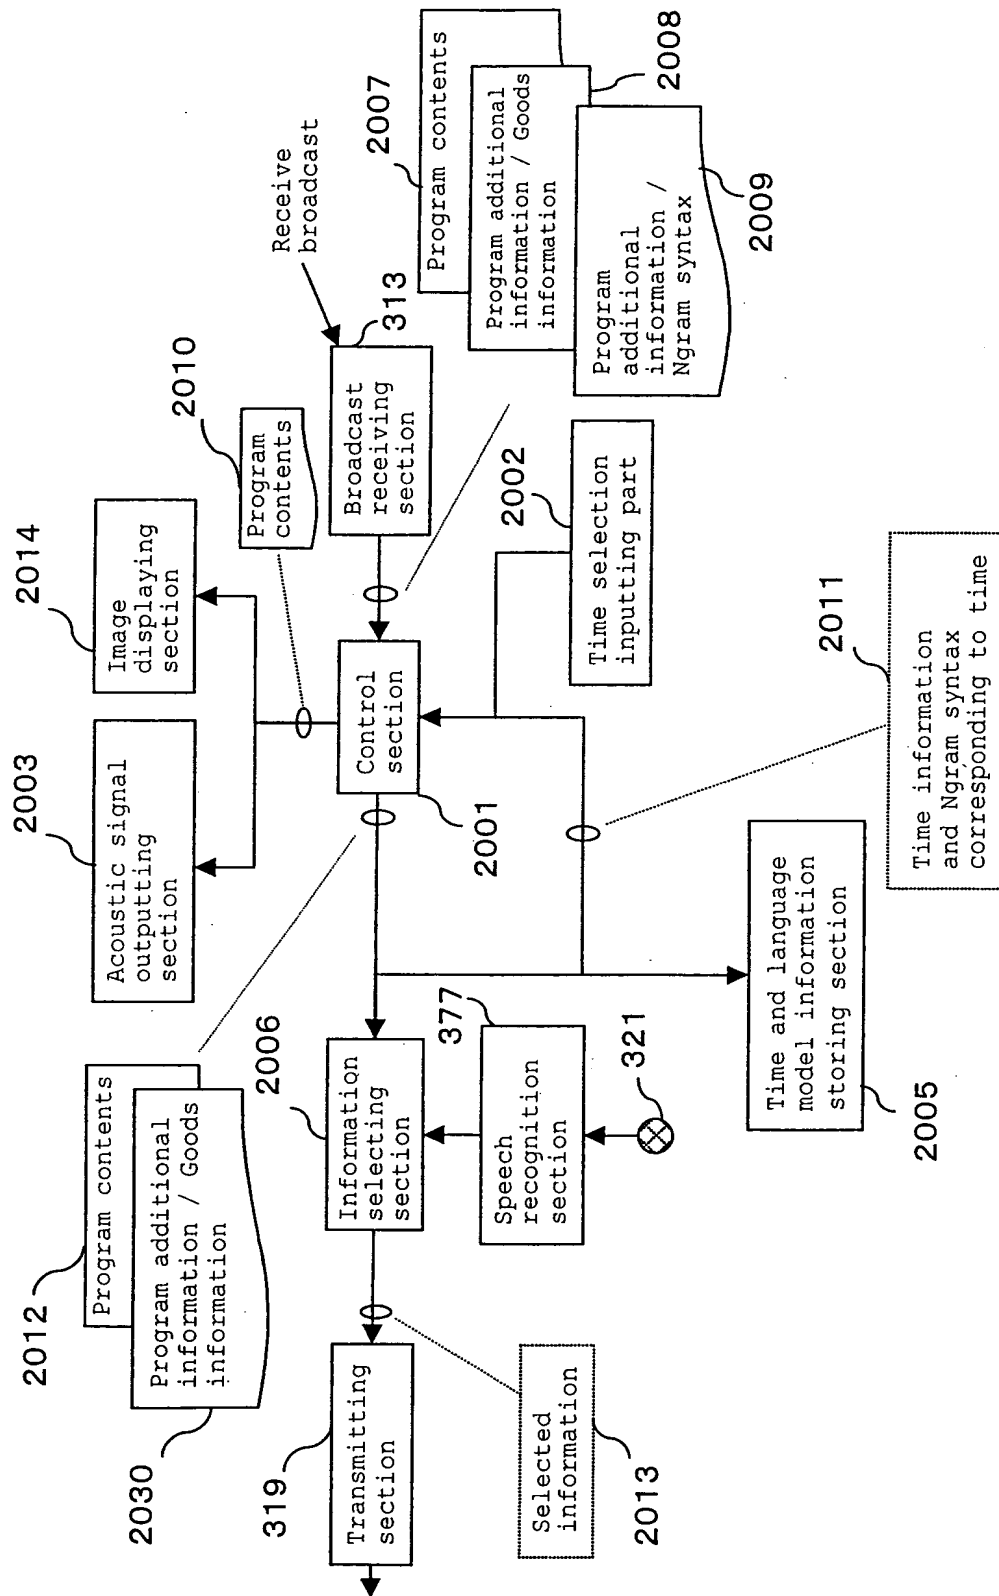 2007
Program contents
Program additional
information / Goods
information
2008
Program
additional
information /
Ngram syntax
2009
Receive
broadcast
313
Broadcast
receiving
section
2010
Program
contents
2014
Image
displaying
section
2003
Acoustic signal
outputting
section
2002
Time selection
inputting part
Control
section
2001
2011
Time information
and Ngram syntax
corresponding to time
2012
Program contents
Program additional
information / Goods
information
2030
2006
Information
selecting
section
377
Speech
recognition
section
321
Time and language
model information
storing section
2005
319
Transmitting
section
Selected
information
2013